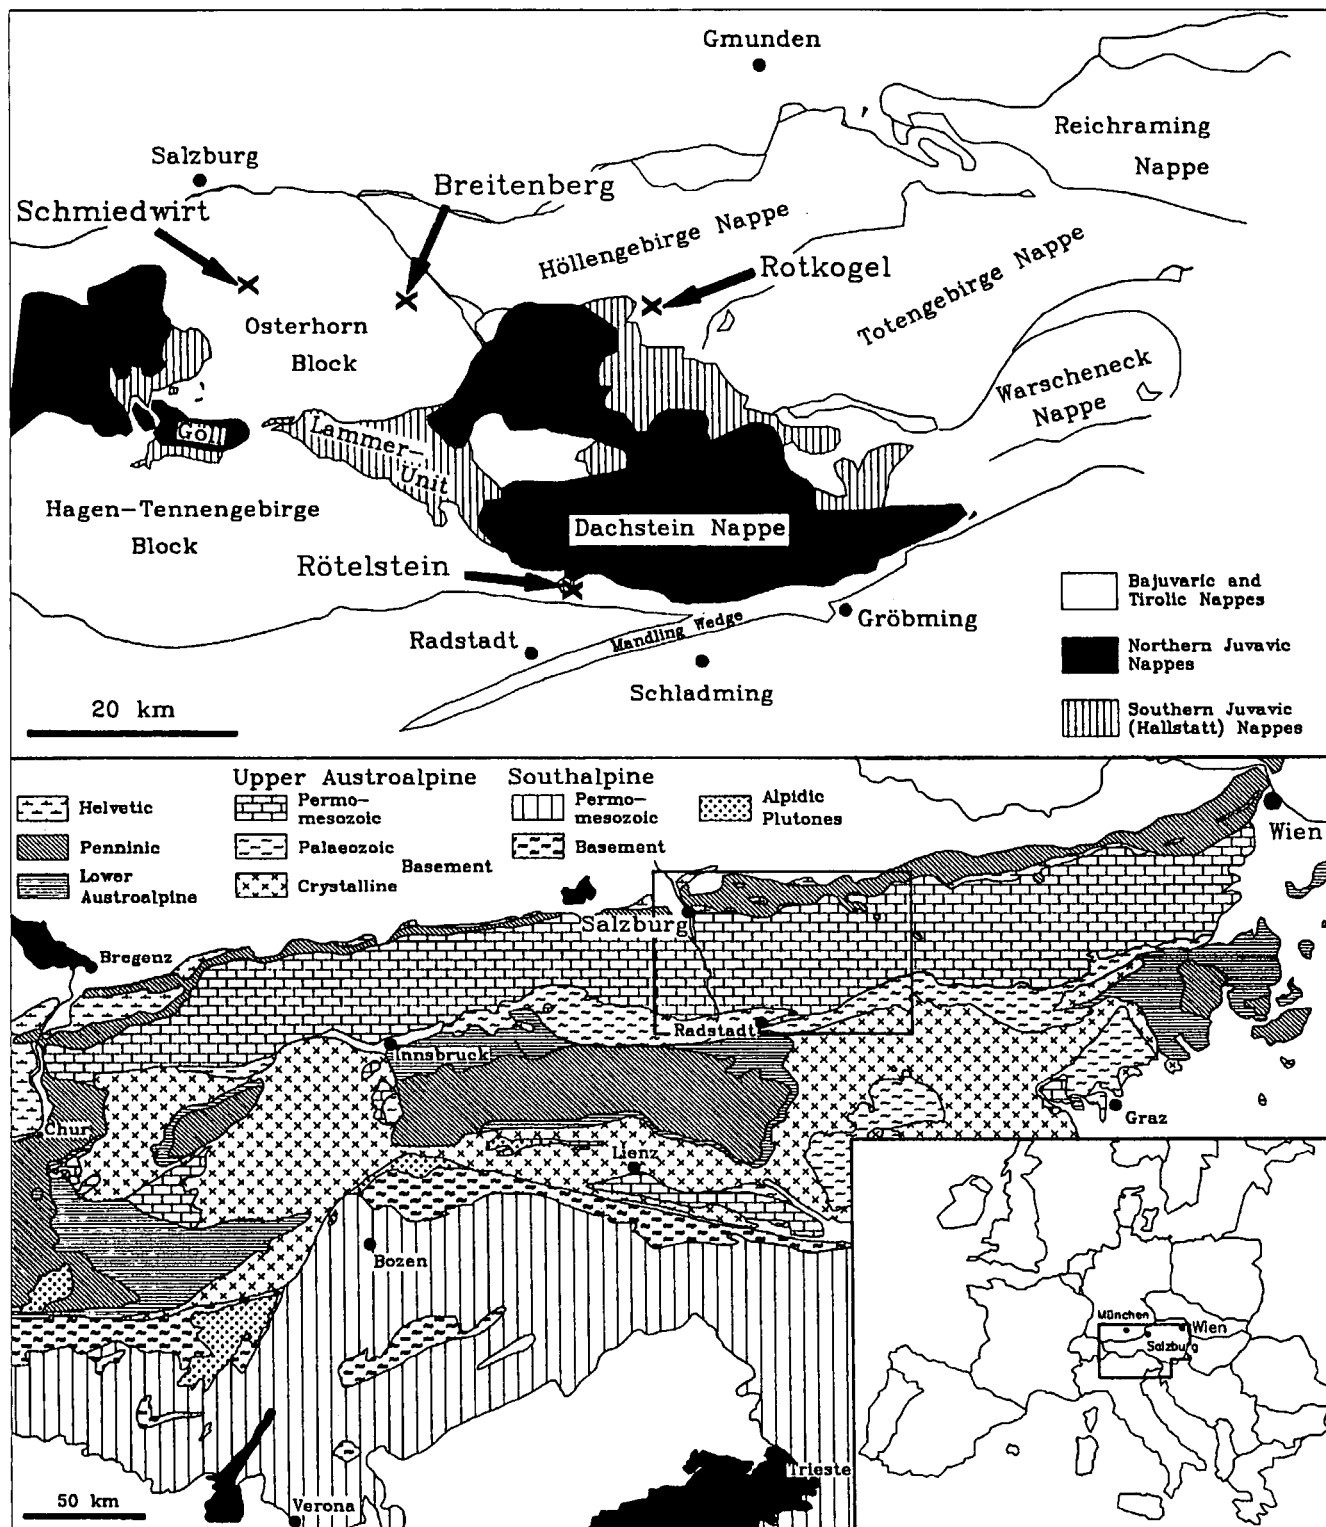 Gmunden
Reichraming
Nappe
Salzburg
Breitenberg
Schmiedwirt
Höllengebirge Nappe
Rotkogel
Totengebirge Nappe
Osterhorn
Block
Warscheneck
Nappe
Göll
Lammer-
Unit
Hagen-Tennengebirge
Block
Dachstein Nappe
Rötelstein
Bajuvaric and
Tirolic Nappes
Gröbming
Mandling Wedge
Radstadt
Northern Juvavic
Nappes
Schladming
20 km
Southern Juvavic
(Hallstatt) Nappes
Upper Austroalpine
Southalpine
Helvetic
Permo-
mesozoic
Permo-
mesozoic
Alpidic
Plutones
Penninic
Palaeozoic
Basement
Basement
Lower
Austroalpine
Crystalline
Wien
Salzburg
Bregenz
Radstadt
Innsbruck
Graz
Chur
Lienz
Bozen
München
Wien
Salzburg
Trieste
50 km
Verona